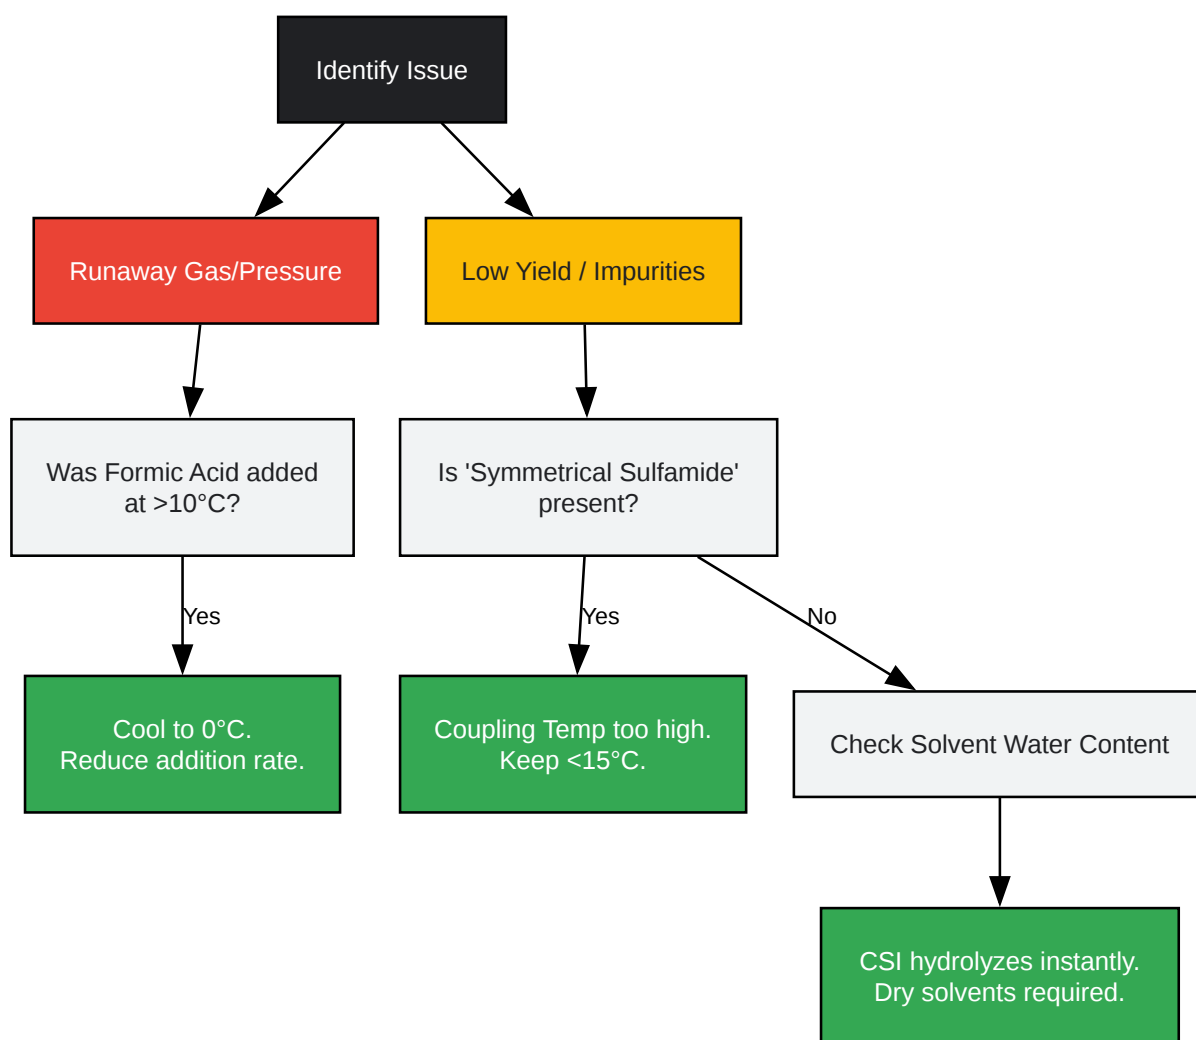 Identify Issue
Runaway Gas/Pressure
Low Yield / Impurities
Was Formic Acid added
at >10°C?
Is 'Symmetrical Sulfamide'
present?
Yes
Yes
No
Cool to 0°C.
Reduce addition rate.
Coupling Temp too high.
Keep <15°C.
Check Solvent Water Content
CSI hydrolyzes instantly.
Dry solvents required.